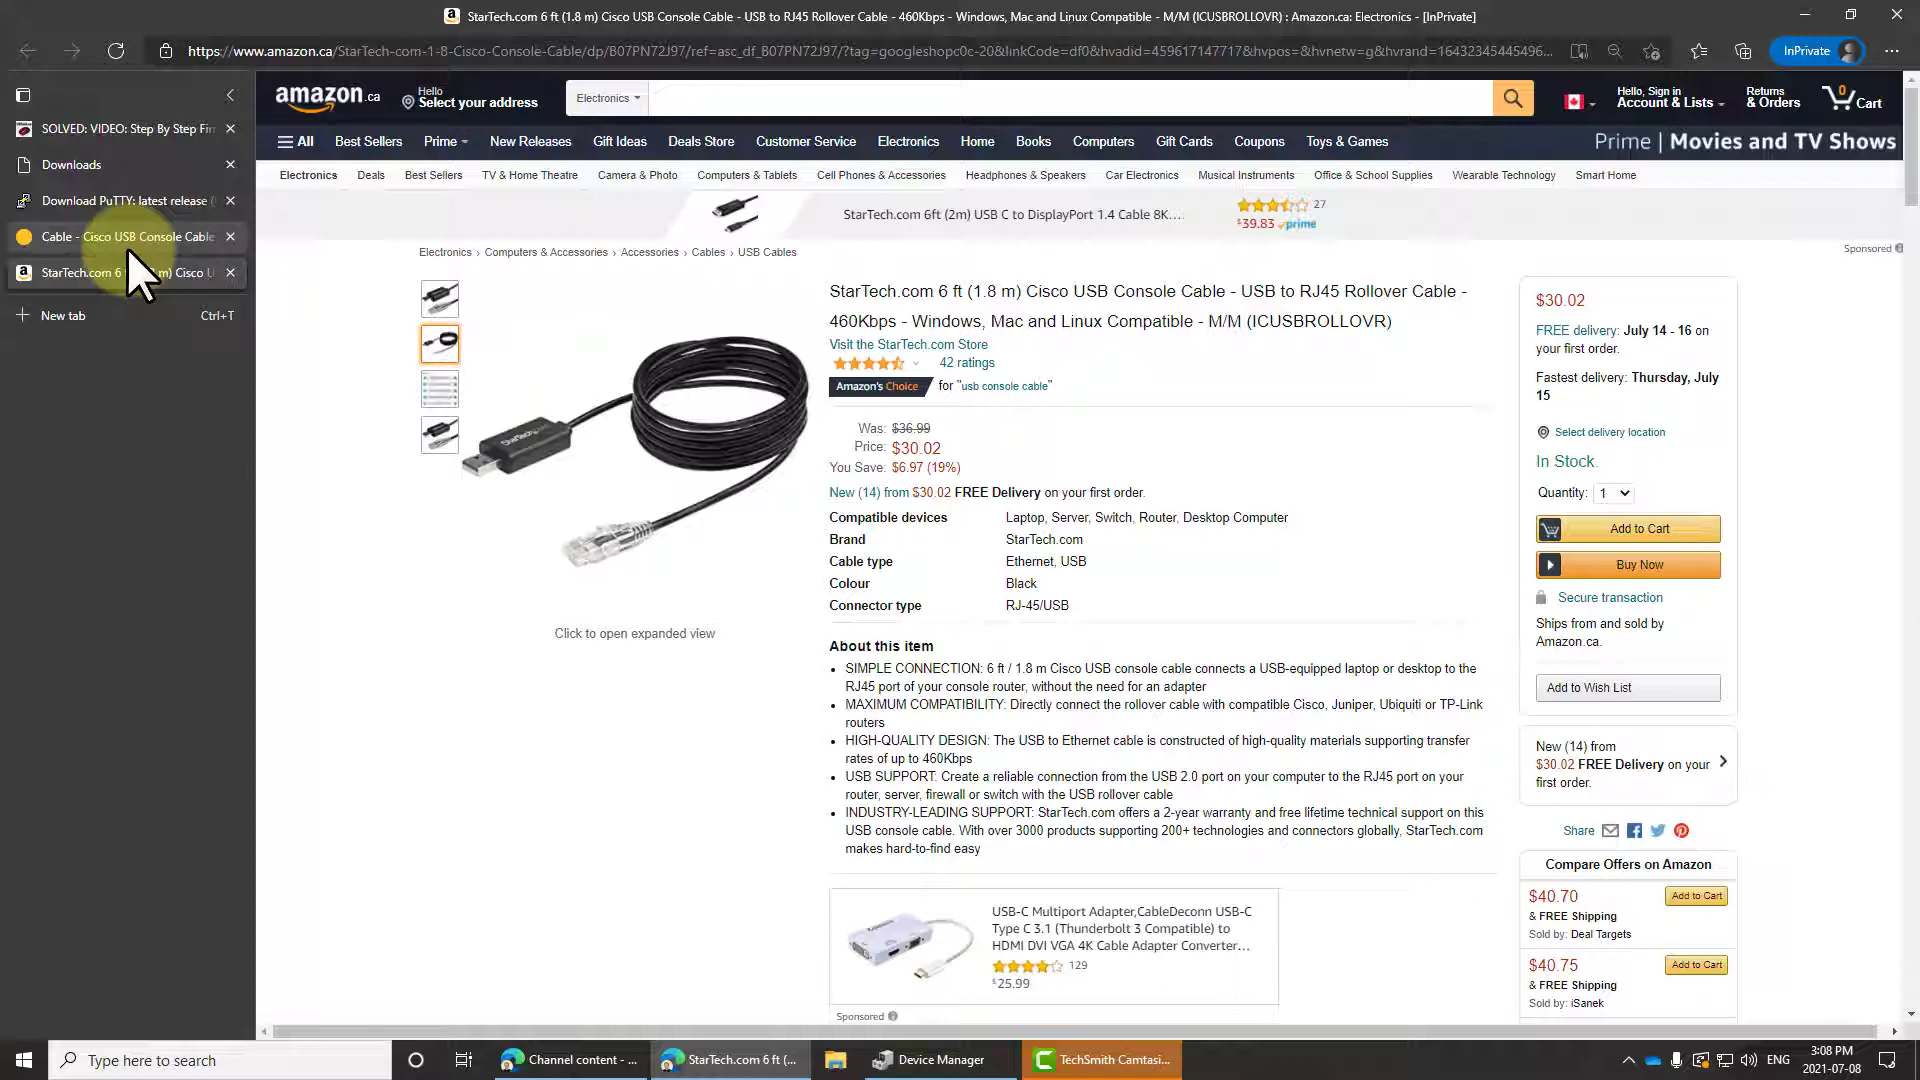 StarTech.com 6 ft (1.8 m) Cisco USB Console Cable - USB to RJ45 Rollover Cable - 460Kbps - Windows, Mac and Linux Compatible - M/M (ICUSBROLLOVR) : Amazon.ca: Electronics - [InPrivate]
https://www.amazon.ca/StarTech-com-1-8-Cisco-Console-Cable/dp/B07PN72J97/ref=asc_df_B07PN72J97/?tag=googleshopc0c-20&linkCode=df0&hvadid=459617147717&hvpos=&hvnetw=g&hvrand=16432345445496...
InPrivate
SOLVED: VIDEO: Step By Step Fir
Downloads
Download PuTTY: latest release (
Cable - Cisco USB Console Cable
StarTech.com 6 m) Cisco U
New tab Ctrl+T
amazon.ca
Hello
Select your address
Electronics
Hello, Sign in
Account & Lists
Returns
& Orders
0
Cart
All Best Sellers Prime New Releases Gift Ideas Deals Store Customer Service Electronics Home Books Computers Gift Cards Coupons Toys & Games
Prime | Movies and TV Shows
Electronics Deals Best Sellers TV & Home Theatre Camera & Photo Computers & Tablets Cell Phones & Accessories Headphones & Speakers Car Electronics Musical Instruments Office & School Supplies Wearable Technology Smart Home
StarTech.com 6ft (2m) USB C to DisplayPort 1.4 Cable 8K....
27
$39.83 prime
Sponsored
Electronics › Computers & Accessories › Accessories › Cables › USB Cables
StarTech.com
Click to open expanded view
StarTech.com 6 ft (1.8 m) Cisco USB Console Cable - USB to RJ45 Rollover Cable -
460Kbps - Windows, Mac and Linux Compatible - M/M (ICUSBROLLOVR)
Visit the StarTech.com Store
42 ratings
Amazon's Choice for "usb console cable"
Was: $36.99
Price: $30.02
You Save: $6.97 (19%)
New (14) from $30.02 FREE Delivery on your first order.
Compatible devices Laptop, Server, Switch, Router, Desktop Computer
Brand StarTech.com
Cable type Ethernet, USB
Colour Black
Connector type RJ-45/USB
About this item
• SIMPLE CONNECTION: 6 ft / 1.8 m Cisco USB console cable connects a USB-equipped laptop or desktop to the
RJ45 port of your console router, without the need for an adapter
• MAXIMUM COMPATIBILITY: Directly connect the rollover cable with compatible Cisco, Juniper, Ubiquiti or TP-Link
routers
• HIGH-QUALITY DESIGN: The USB to Ethernet cable is constructed of high-quality materials supporting transfer
rates of up to 460Kbps
• USB SUPPORT: Create a reliable connection from the USB 2.0 port on your computer to the RJ45 port on your
router, server, firewall or switch with the USB rollover cable
• INDUSTRY-LEADING SUPPORT: StarTech.com offers a 2-year warranty and free lifetime technical support on this
USB console cable. With over 3000 products supporting 200+ technologies and connectors globally, StarTech.com
makes hard-to-find easy
USB-C Multiport Adapter,CableDeconn USB-C
Type C 3.1 (Thunderbolt 3 Compatible) to
HDMI DVI VGA 4K Cable Adapter Converter...
129
$25.99
Sponsored
$30.02
FREE delivery: July 14 - 16 on
your first order.
Fastest delivery: Thursday, July
15
Select delivery location
In Stock.
Quantity: 1
Add to Cart
Buy Now
Secure transaction
Ships from and sold by
Amazon.ca.
Add to Wish List
New (14) from
$30.02 FREE Delivery on your
first order.
Share
Compare Offers on Amazon
$40.70 Add to Cart
& FREE Shipping
Sold by: Deal Targets
$40.75 Add to Cart
& FREE Shipping
Sold by: iSanek
Type here to search
Channel content - ...
StarTech.com 6 ft (...
Device Manager
TechSmith Camtasi...
ENG
3:08 PM
2021-07-08